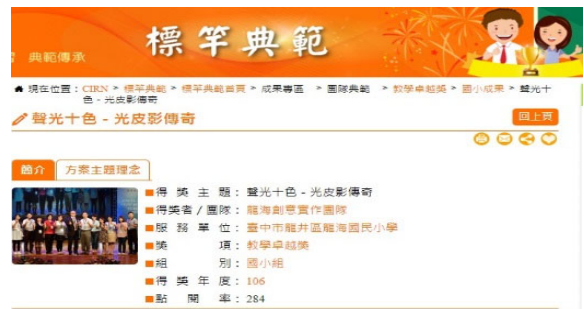 典範傳承
標竿典範
現在位置：CIRN > 標竿典範 > 標竿典範首頁 > 成果專區 > 團隊典範 > 教學卓越獎 > 國小成果 > 聲光十
色 - 光皮影傳奇
聲光十色 - 光皮影傳奇
回上頁
簡介 方案主題理念
得獎主題：聲光十色 - 光皮影傳奇
得獎者/團隊：龍海創意實作團隊
服務單位：臺中市龍井區龍海國民小學
獎項：教學卓越獎
組別：國小組
得獎年度：106
點閱率：284